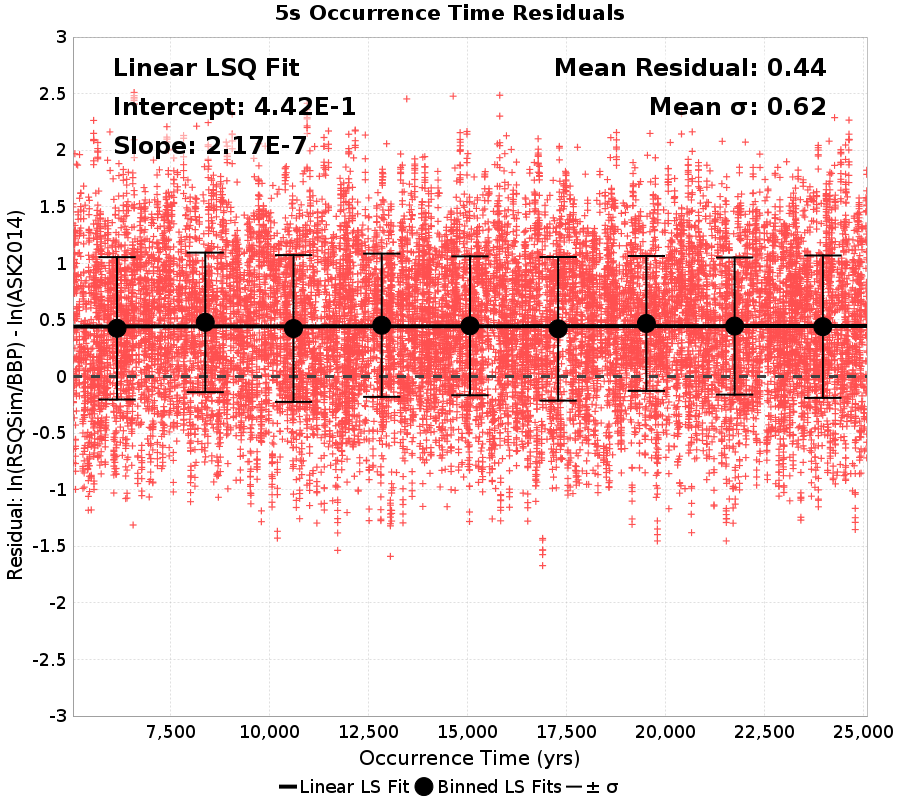 5s Occurrence Time Residuals
Linear LSQ Fit
Intercept: 4.42E-1
Slope: 2.17E-7
Mean Residual: 0.44
Mean σ: 0.62
Residual: ln(RSQSim/BBP) - ln(ASK2014)
3
2.5
2
1.5
1
0.5
0
-0.5
-1
-1.5
-2
-2.5
-3
7,500 10,000 12,500 15,000 17,500 20,000 22,500 25,000
Occurrence Time (yrs)
Linear LS Fit Binned LS Fits ± σ